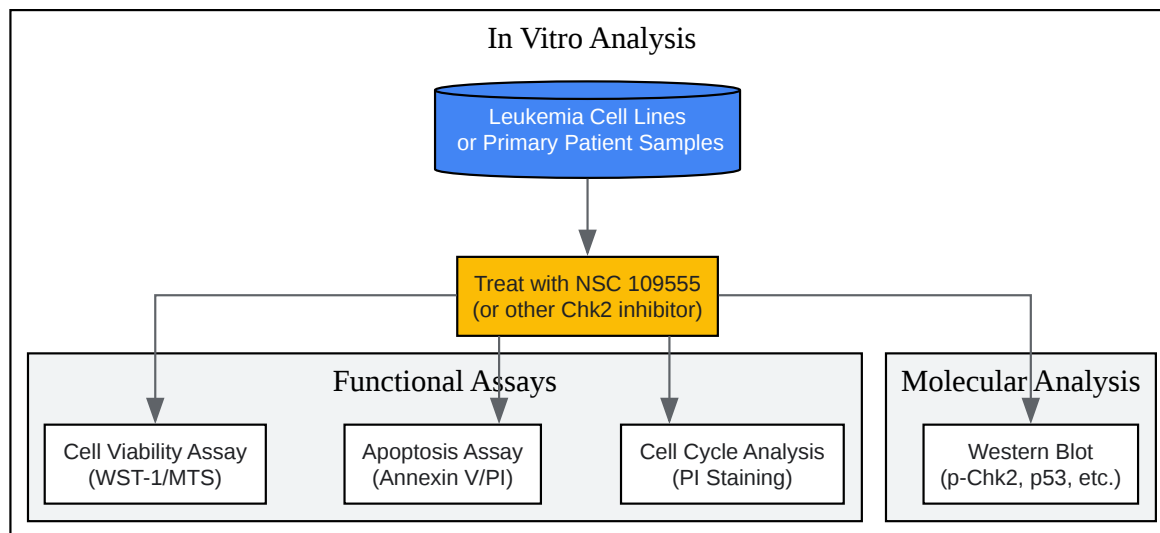 In Vitro Analysis
Leukemia Cell Lines
or Primary Patient Samples
Treat with NSC 109555
(or other Chk2 inhibitor)
Functional Assays
Molecular Analysis
Cell Viability Assay
(WST-1/MTS)
Apoptosis Assay
(Annexin V/PI)
Cell Cycle Analysis
(PI Staining)
Western Blot
(p-Chk2, p53, etc.)